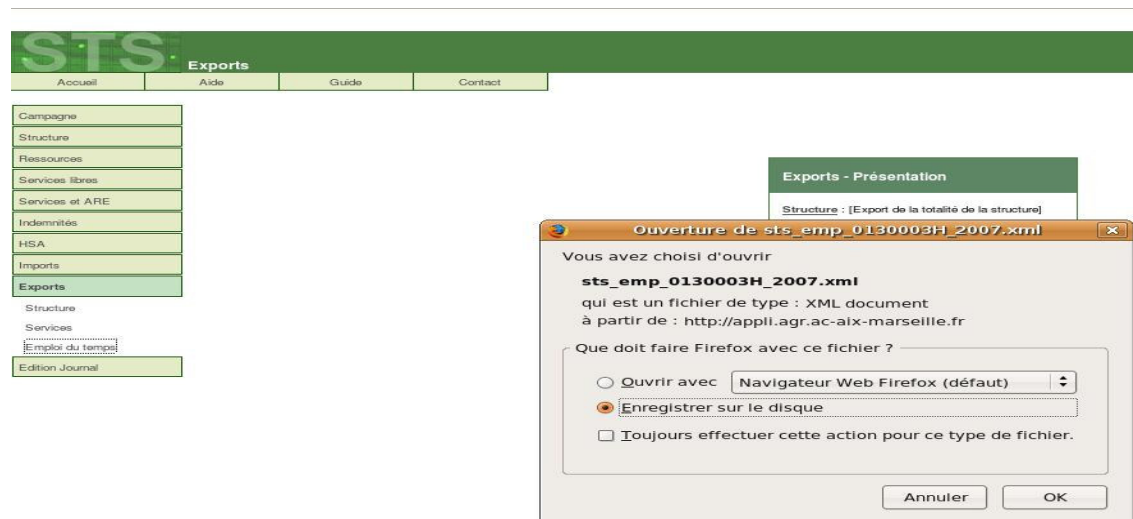 STS
Exports
Accueil Aide Guide Contact
Campagne
Structure
Ressources
Services libres
Services et ARE
Indemnités
HSA
Imports
Exports
Structure
Services
Emploi du temps
Edition Journal
Exports - Présentation
Structure : [Export de la totalité de la structure]
Ouverture de sts_emp_0130003H_2007.xml
Vous avez choisi d'ouvrir
sts_emp_0130003H_2007.xml
qui est un fichier de type : XML document
à partir de : http://appli.agr.ac-aix-marseille.fr
Que doit faire Firefox avec ce fichier ?
Ouvrir avec Navigateur Web Firefox (défaut)
Enregistrer sur le disque
Toujours effectuer cette action pour ce type de fichier.
Annuler OK